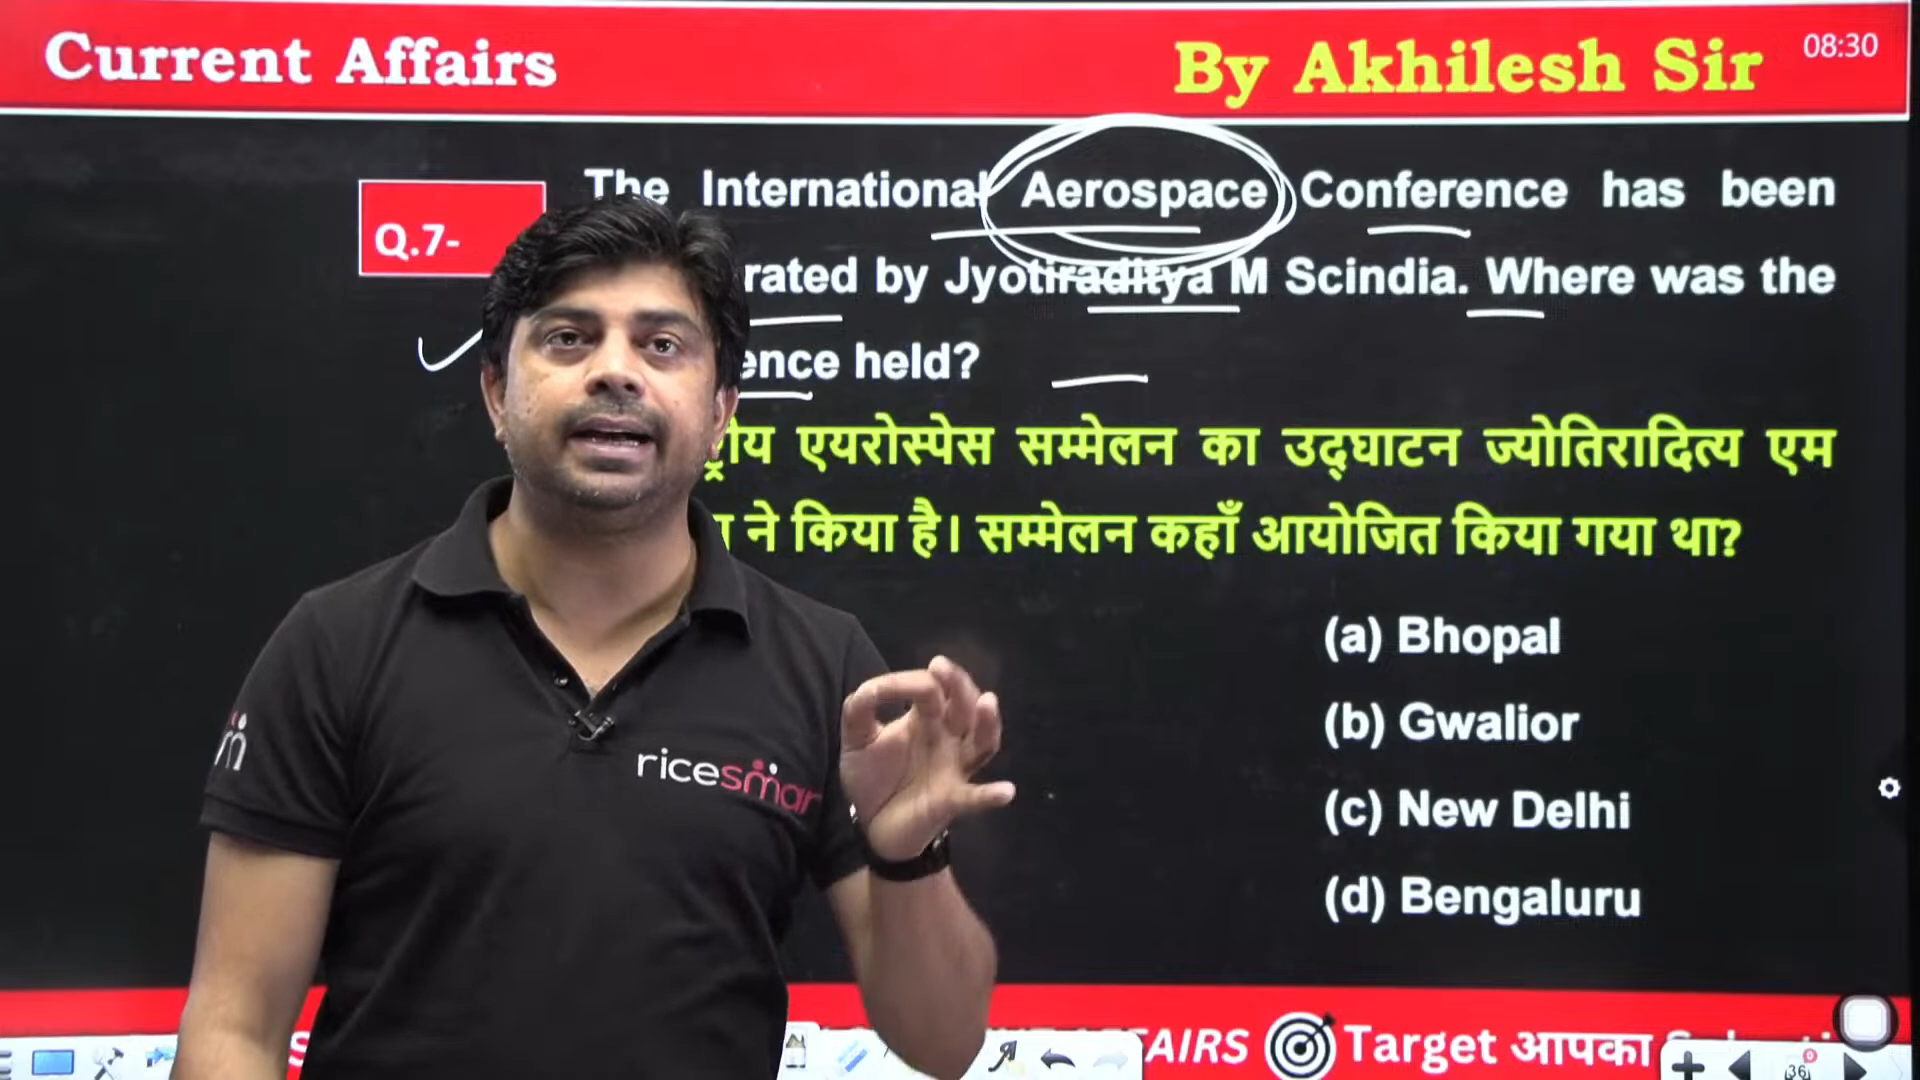 Current Affairs
By Akhilesh Sir
08:30
Q.7-
The International Aerospace Conference has been
rated by Jyotiraditya M Scindia. Where was the
ence held?
एयरोस्पेस सम्मेलन का उद्घाटन ज्योतिरादित्य एम
ने किया है। सम्मेलन कहाँ आयोजित किया गया था?
(a) Bhopal
(b) Gwalior
(c) New Delhi
(d) Bengaluru
ricesmar
AIRS
Target आपका
36